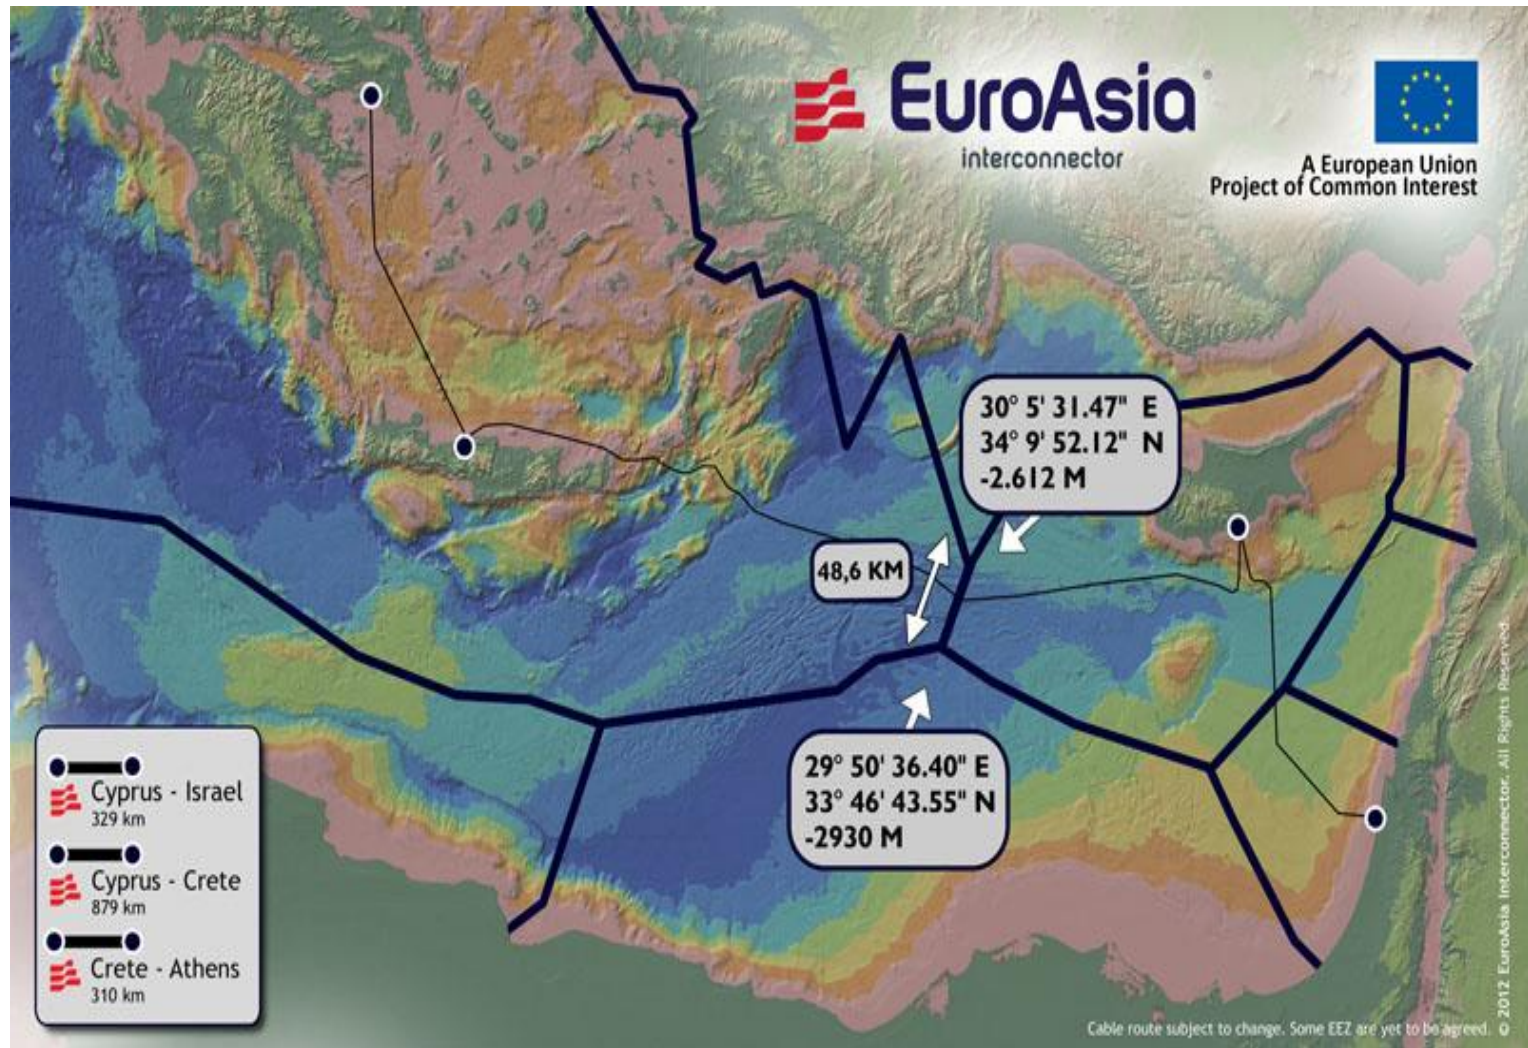 EuroAsia
interconnector
A European Union
Project of Common Interest
30° 5' 31.47" E
34° 9' 52.12" N
-2.612 M
48,6 KM
29° 50' 36.40" E
33° 46' 43.55" N
-2930 M
Cyprus - Israel
329 km
Cyprus - Crete
879 km
Crete - Athens
310 km
Cable route subject to change. Some EEZ are yet to be agreed.
© 2012 EuroAsia Interconnector. All Rights Reserved.